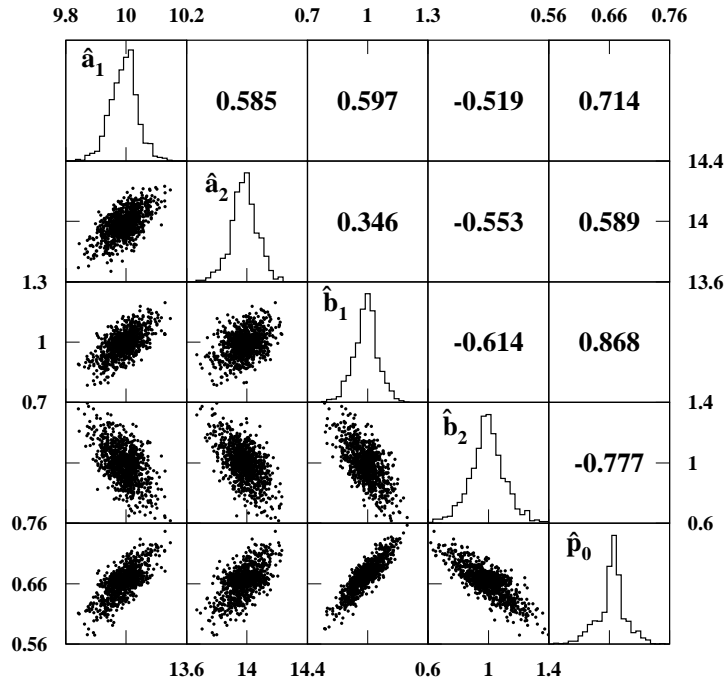 9.8 10 10.2 0.7 1 1.3 0.56 0.66 0.76
â₁ 0.585 0.597 -0.519 0.714
14.4
â₂ 0.346 -0.553 0.589 14
1.3 13.6
1 b̂₁ -0.614 0.868
0.7 1.4
b̂₂ -0.777 1
0.76 0.6
0.66 p̂₀
0.56
13.6 14 14.4 0.6 1 1.4